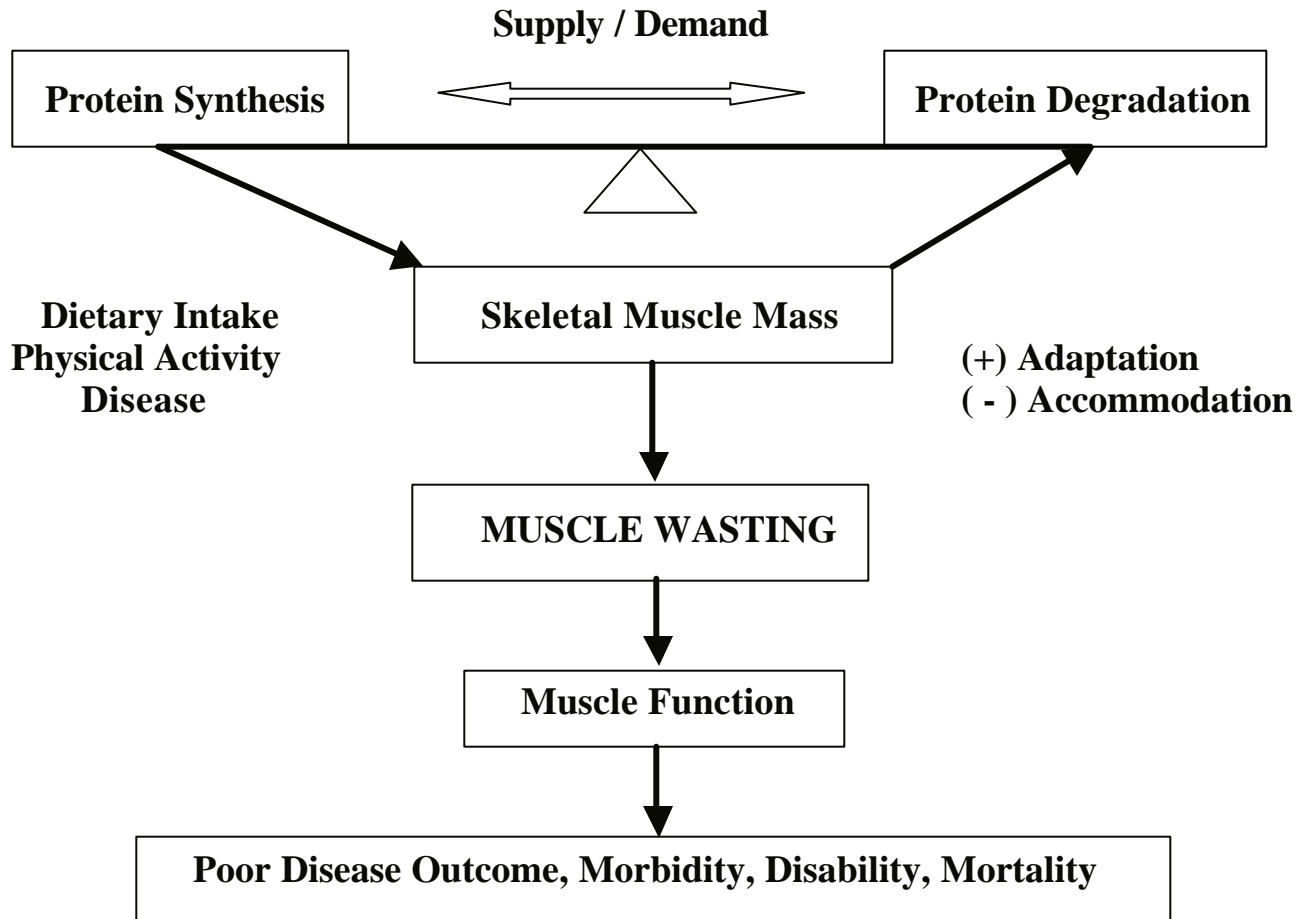 Supply / Demand
Protein Synthesis
Protein Degradation
Skeletal Muscle Mass
Dietary Intake
Physical Activity
Disease
(+) Adaptation
( - ) Accommodation
MUSCLE WASTING
Muscle Function
Poor Disease Outcome, Morbidity, Disability, Mortality